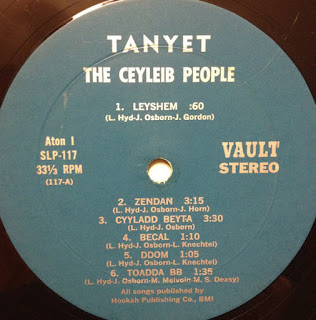 TANYET
THE CEYLEIB PEOPLE
1. LEYSHEM :60
(L. Hyd-J. Osborn-J. Gordon)
Aton I
SLP-117
33⅓ RPM
(117-A)
VAULT
STEREO
2. ZENDAN 3:15
(L. Hyd-J. Osborn-J. Horn)
3. CYYLADD BEYTA 3:30
(L. Hyd-J. Osborn)
4. BECAL 1:10
(L. Hyd-J. Osborn-L. Knechtel)
5. DDOM 1:05
(L. Hyd-J. Osborn-L. Knechtel)
6. TOADDA BB 1:35
(L. Hyd-J. Osborn-M. Melvoin-M. S. Deasy)
All songs published by
Hookah Publishing Co., BMI